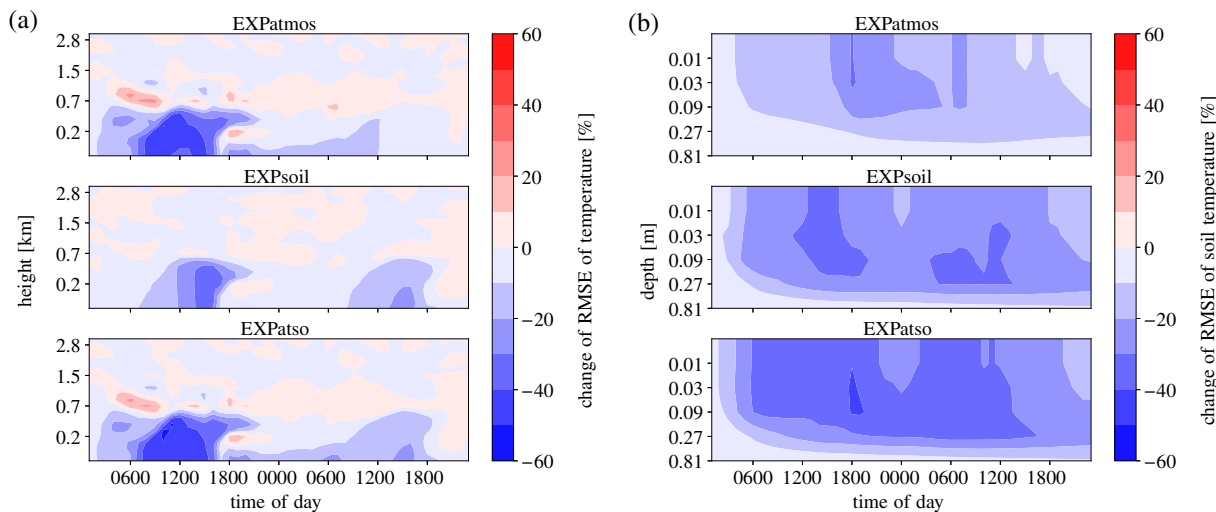 (a)
EXPatmos
2.8
1.5
0.7
0.2
EXPsoil
2.8
1.5
0.7
0.2
EXPatso
2.8
1.5
0.7
0.2
height [km]
0600 1200 1800 0000 0600 1200 1800
time of day
60
40
20
0
−20
−40
−60
change of RMSE of temperature [%]
(b)
EXPatmos
0.01
0.03
0.09
0.27
0.81
EXPsoil
0.01
0.03
0.09
0.27
0.81
EXPatso
0.01
0.03
0.09
0.27
0.81
depth [m]
0600 1200 1800 0000 0600 1200 1800
time of day
60
40
20
0
−20
−40
−60
change of RMSE of soil temperature [%]